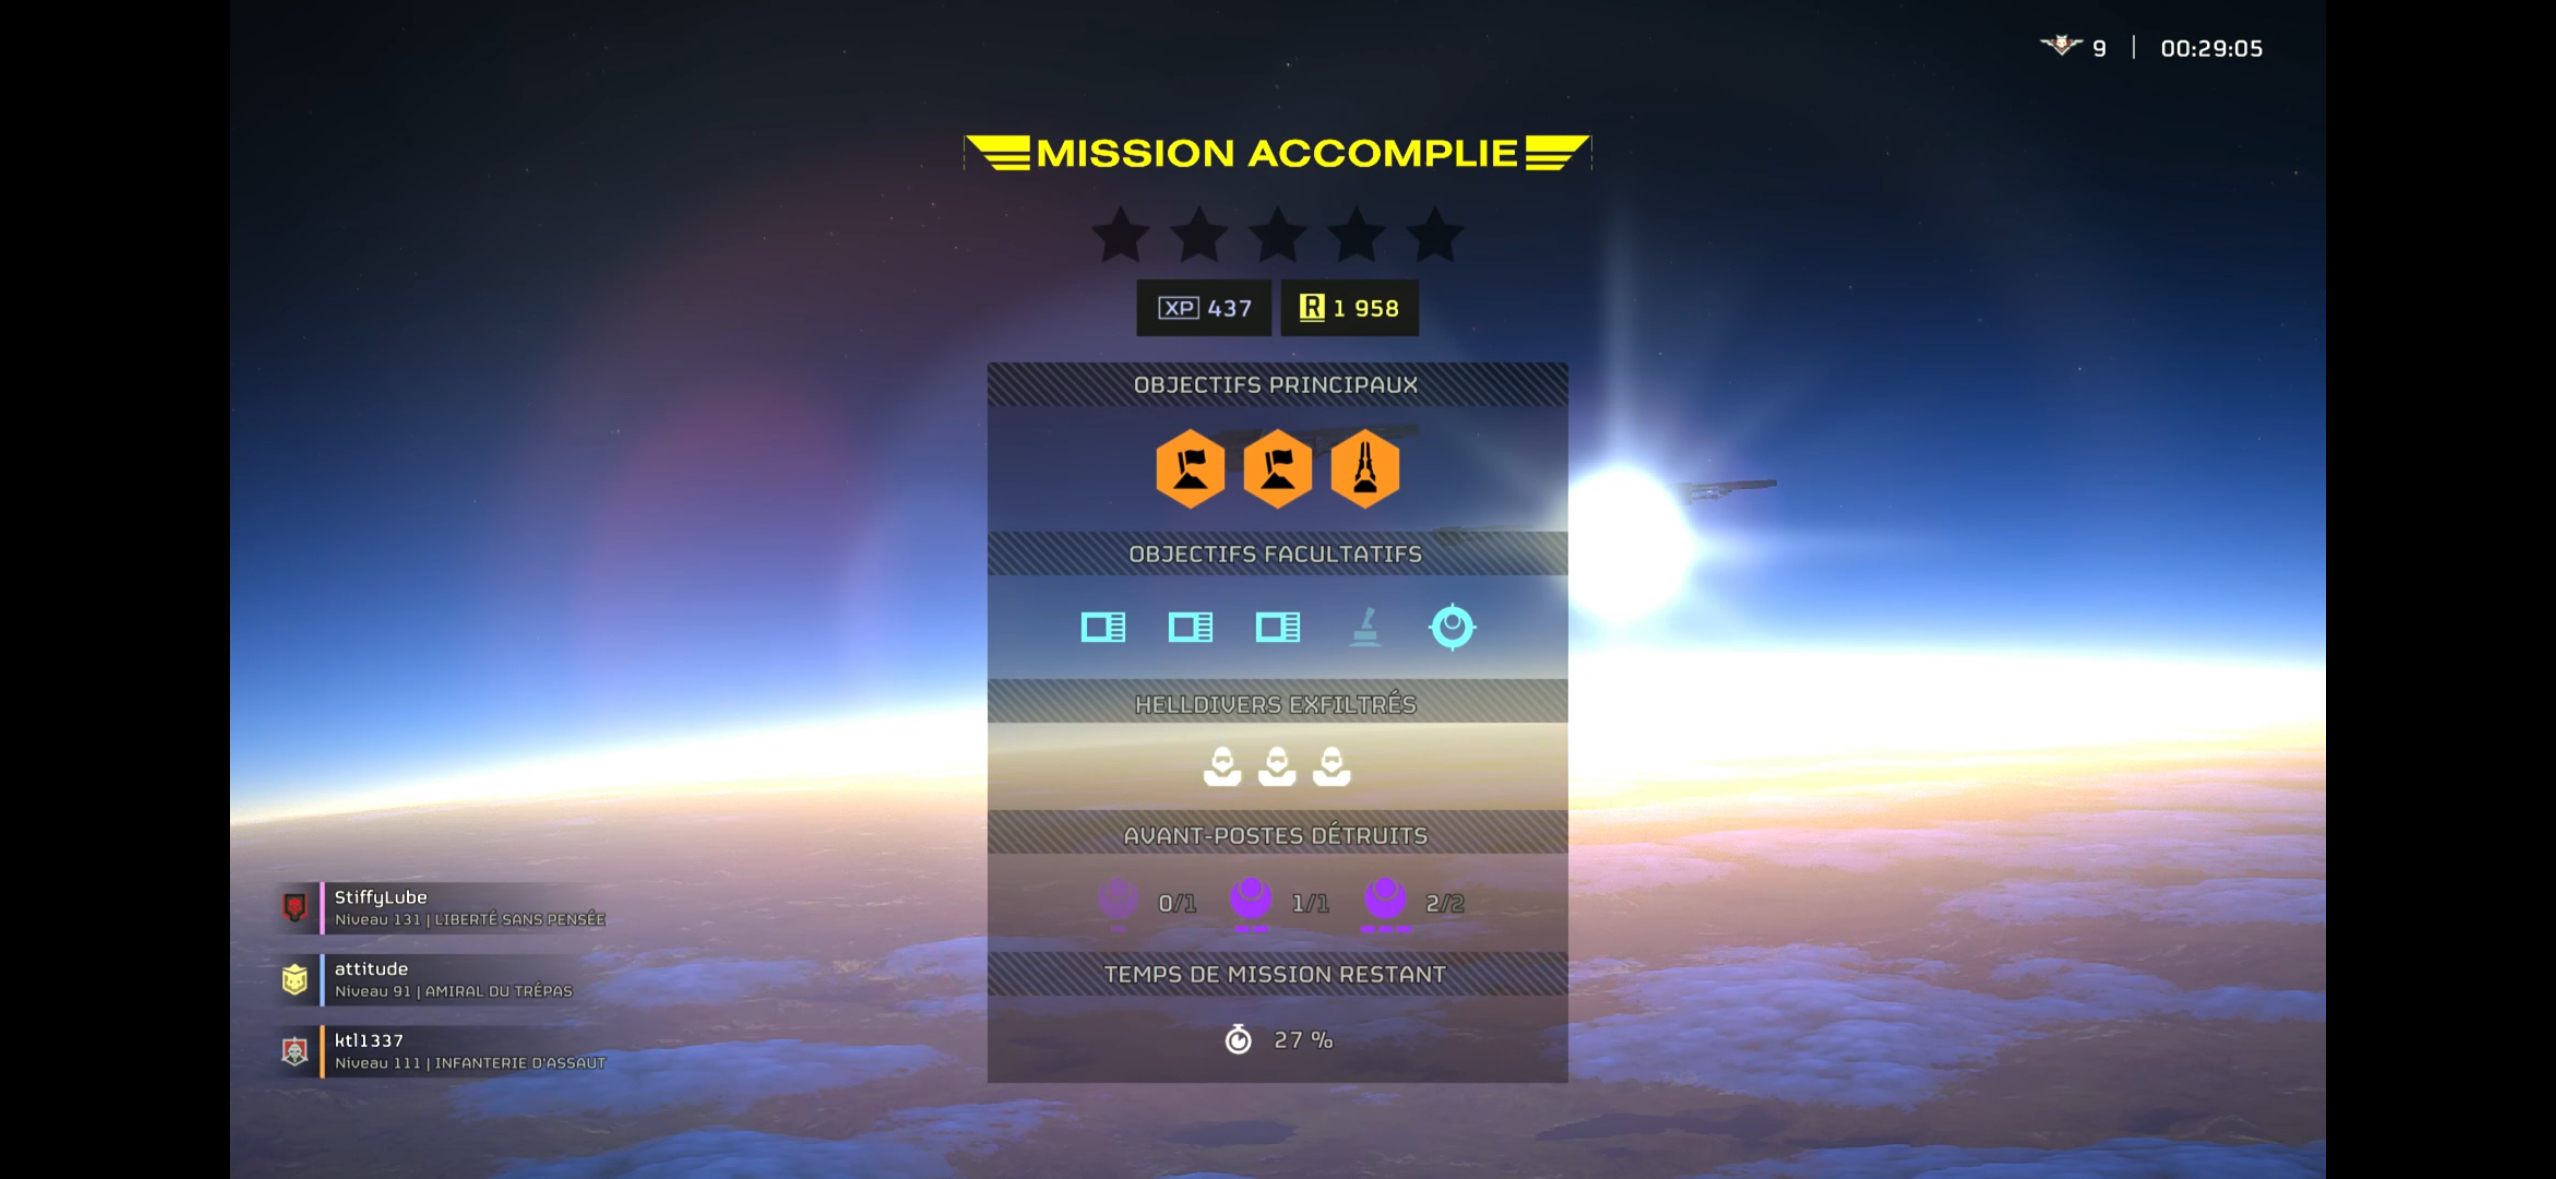 9 | 00:29:05
MISSION ACCOMPLIE
XP 437 R 1 958
OBJECTIFS PRINCIPAUX
OBJECTIFS FACULTATIFS
HELLDIVERS EXFILTRÉS
AVANT-POSTES DÉTRUITS
0/1 1/1 2/2
TEMPS DE MISSION RESTANT
27 %
StiffyLube
Niveau 131 | LIBERTÉ SANS PENSÉE
attitude
Niveau 91 | AMIRAL DU TRÉPAS
ktl1337
Niveau 111 | INFANTERIE D'ASSAUT